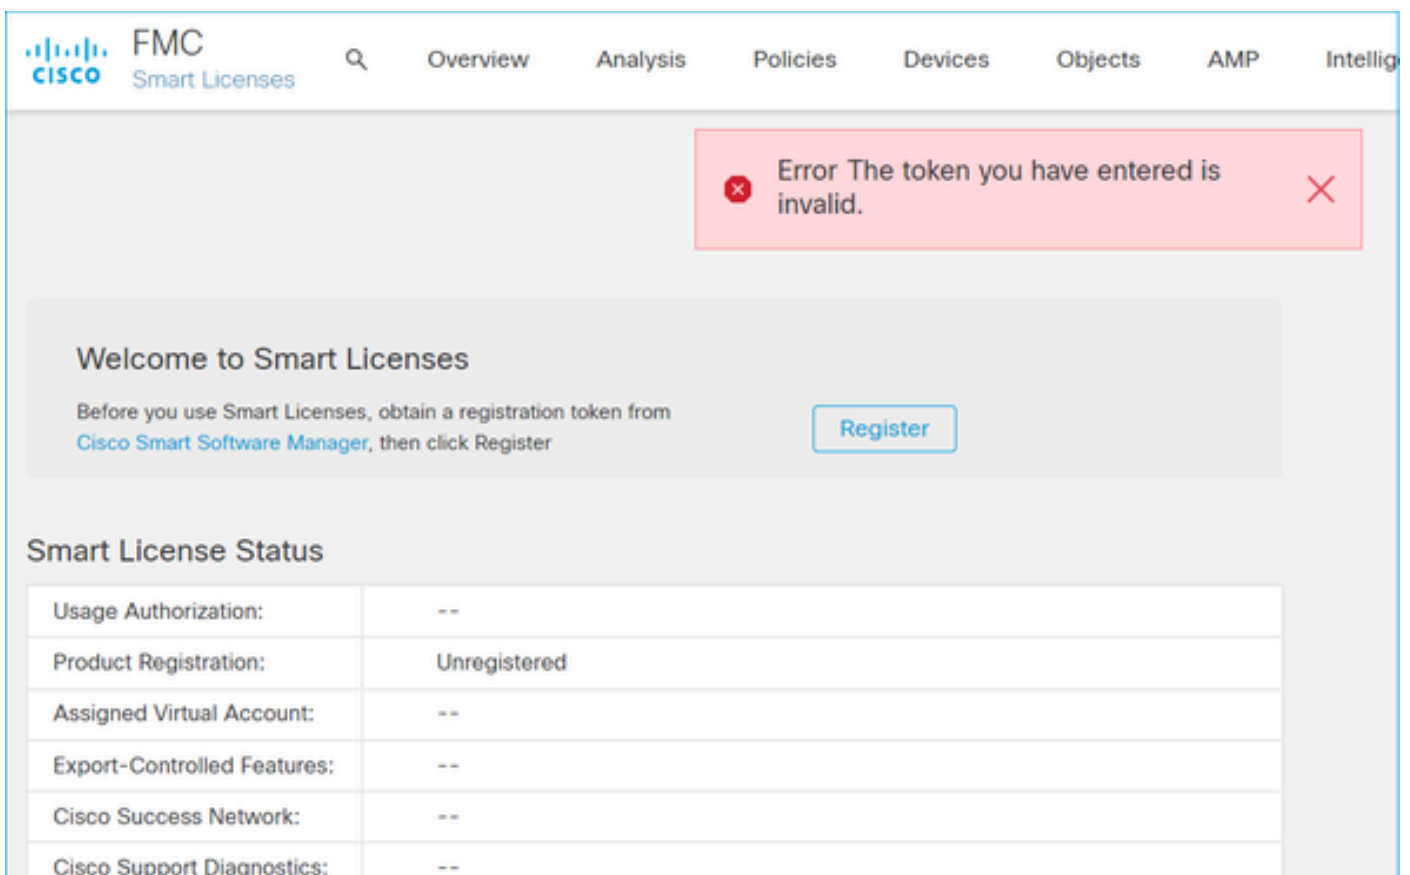 CISCO
FMC
Smart Licenses
Overview Analysis Policies Devices Objects AMP Intellig
Error The token you have entered is
invalid.
Welcome to Smart Licenses
Before you use Smart Licenses, obtain a registration token from
Cisco Smart Software Manager, then click Register
Register
Smart License Status
Usage Authorization: --
Product Registration: Unregistered
Assigned Virtual Account: --
Export-Controlled Features: --
Cisco Success Network: --
Cisco Support Diagnostics: --